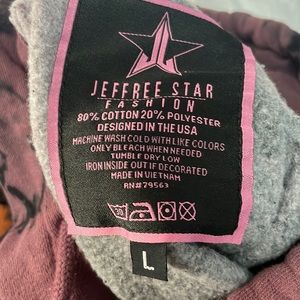 JEFFREE STAR
FASHION
80% COTTON 20% POLYESTER
DESIGNED IN THE USA
MACHINE WASH COLD WITH LIKE COLORS
ONLY BLEACH WHEN NEEDED
TUMBLE DRY LOW
IRON INSIDE OUT IF DECORATED
MADE IN VIETNAM
RN#79563
30
L